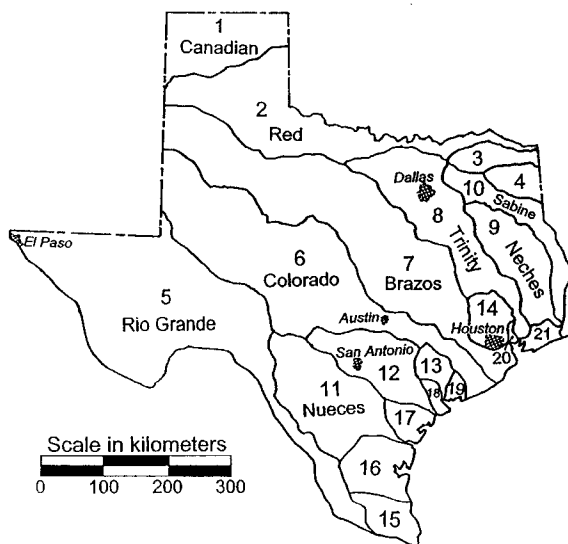 1
Canadian
2
Red
3
4
10
Sabine
Dallas
8
Trinity
9
Neches
El Paso
6
Colorado
7
Brazos
5
Rio Grande
14
Houston
Austin
21
20
San Antonio
12
13
18
19
11
Nueces
17
Scale in kilometers
0 100 200 300
16
15